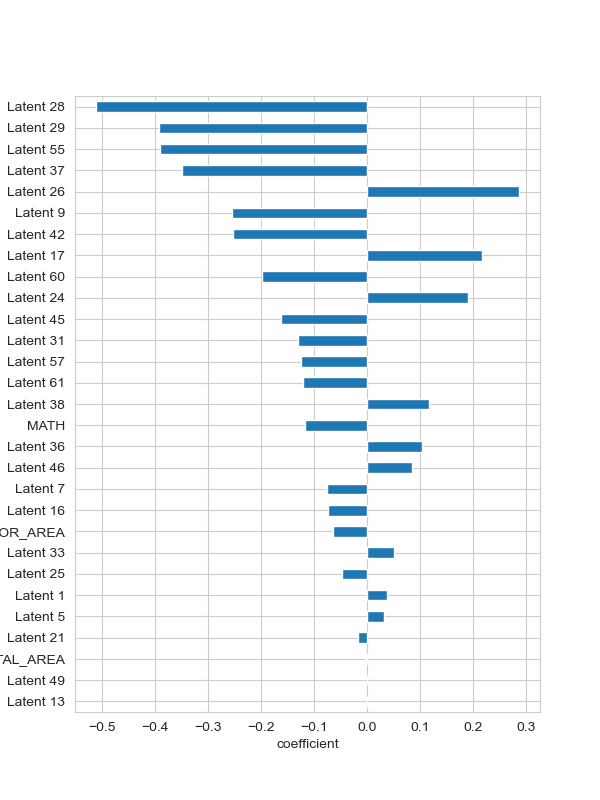 Latent 28
Latent 29
Latent 55
Latent 37
Latent 26
Latent 9
Latent 42
Latent 17
Latent 60
Latent 24
Latent 45
Latent 31
Latent 57
Latent 61
Latent 38
MATH
Latent 36
Latent 46
Latent 7
Latent 16
OR_AREA
Latent 33
Latent 25
Latent 1
Latent 5
Latent 21
TAL_AREA
Latent 49
Latent 13
−0.5 −0.4 −0.3 −0.2 −0.1 0.0 0.1 0.2 0.3
coefficient